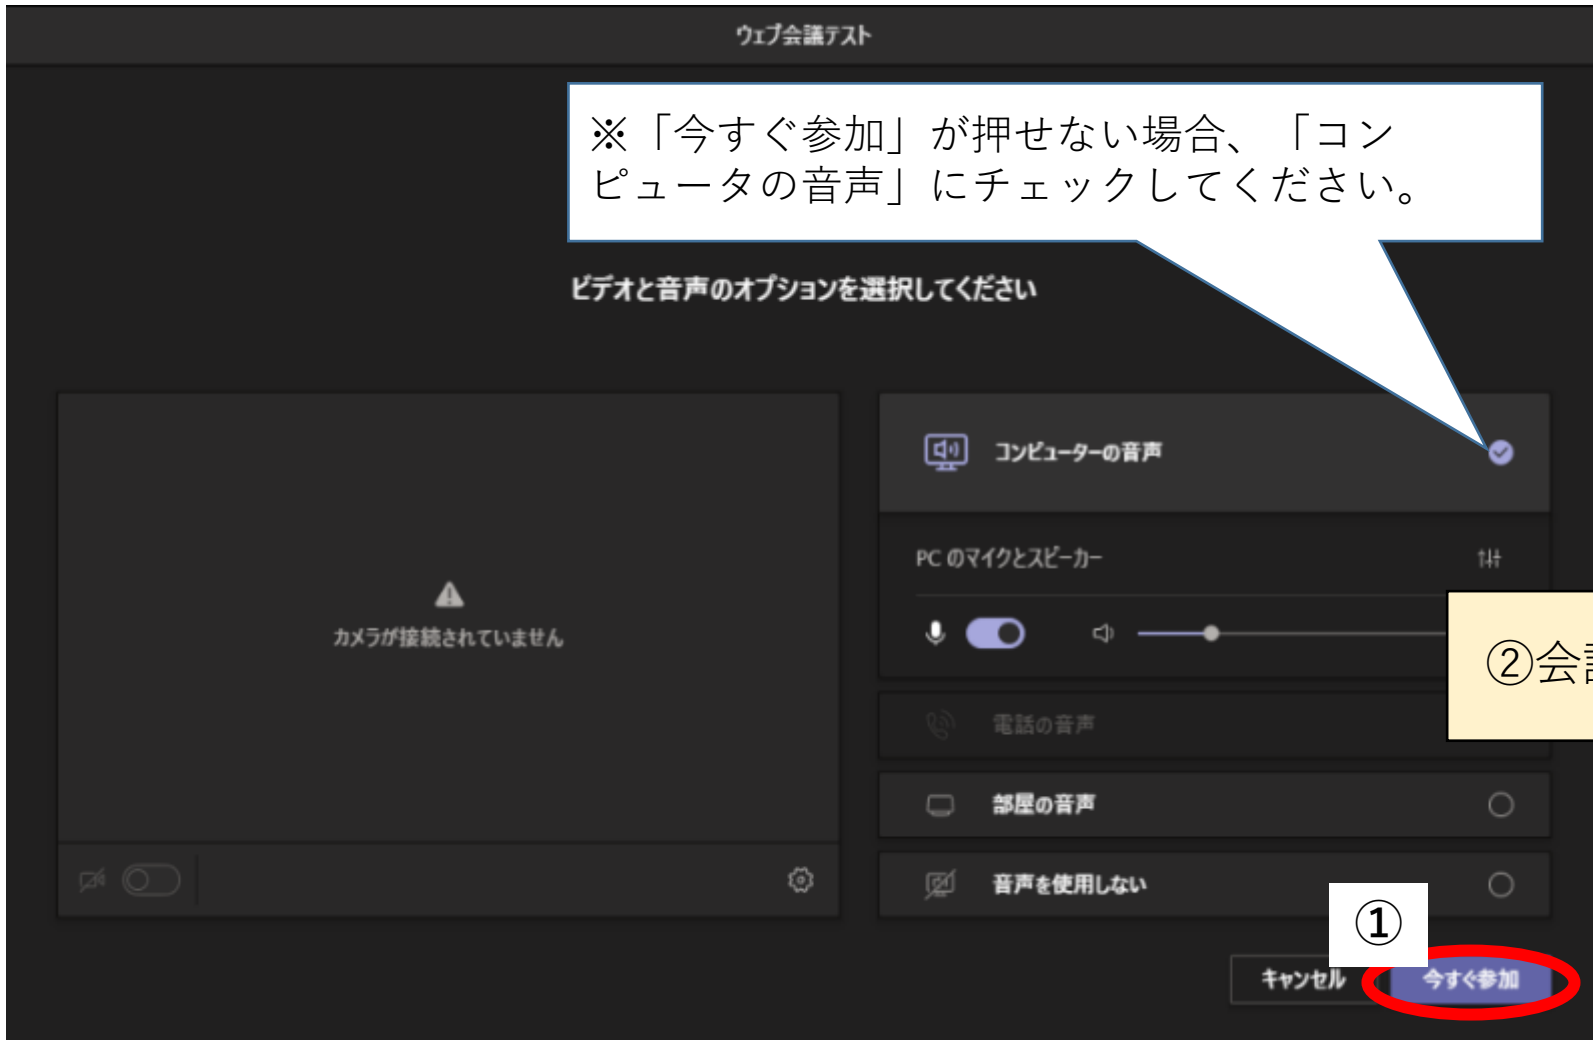 ウェブ会議テスト
※「今すぐ参加」が押せない場合、「コン
ピュータの音声」にチェックしてください。
ビデオと音声のオプションを選択してください
コンピューターの音声
PC のマイクとスピーカー
カメラが接続されていません
②会
電話の音声
部屋の音声
音声を使用しない
①
キャンセル
今すぐ参加